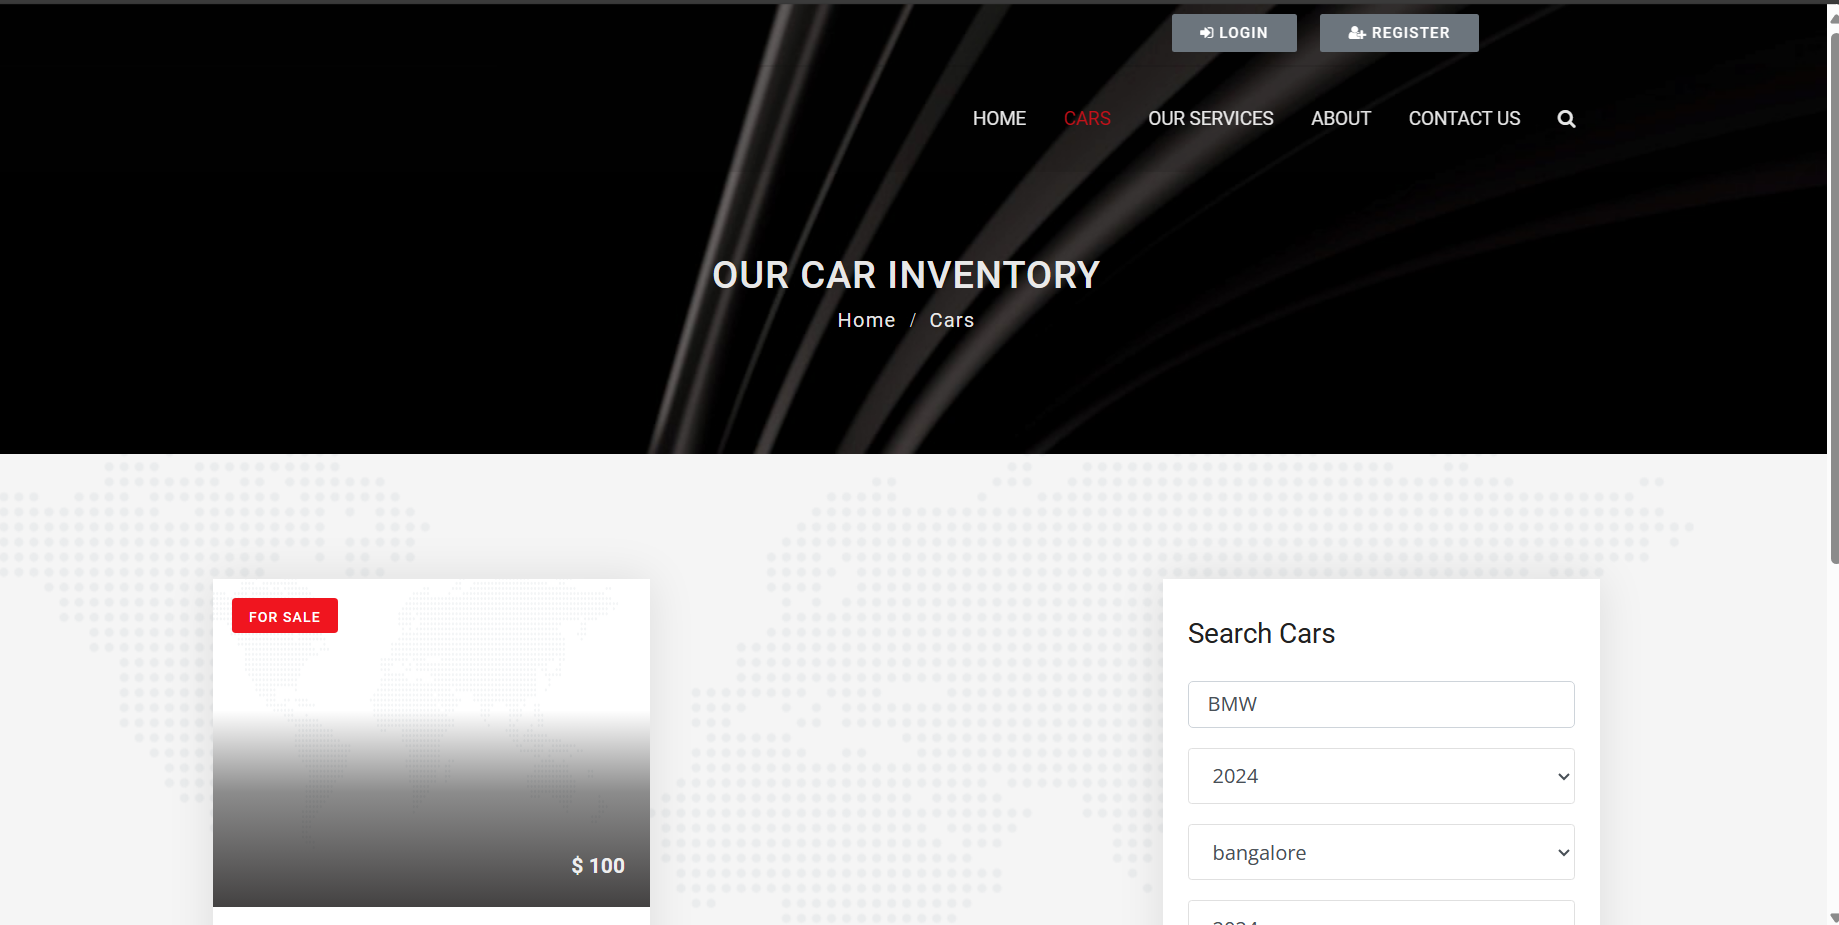 LOGIN REGISTER
HOME CARS OUR SERVICES ABOUT CONTACT US
OUR CAR INVENTORY
Home / Cars
FOR SALE
$ 100
Search Cars
BMW
2024
bangalore